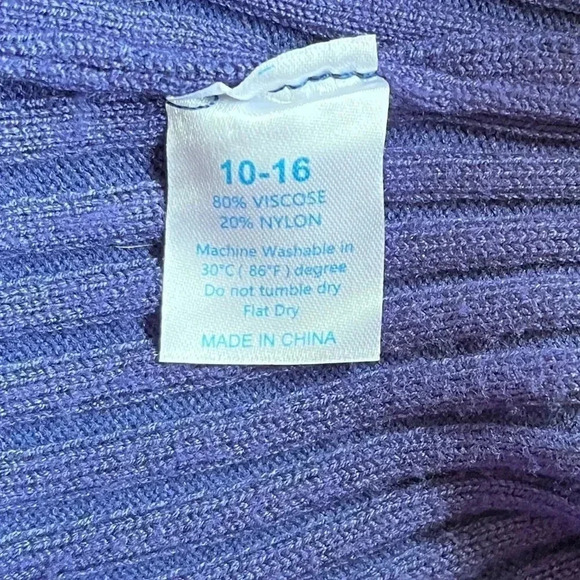 10-16
80% VISCOSE
20% NYLON
Machine Washable in
30°C ( 86°F ) degree
Do not tumble dry
Flat Dry
MADE IN CHINA